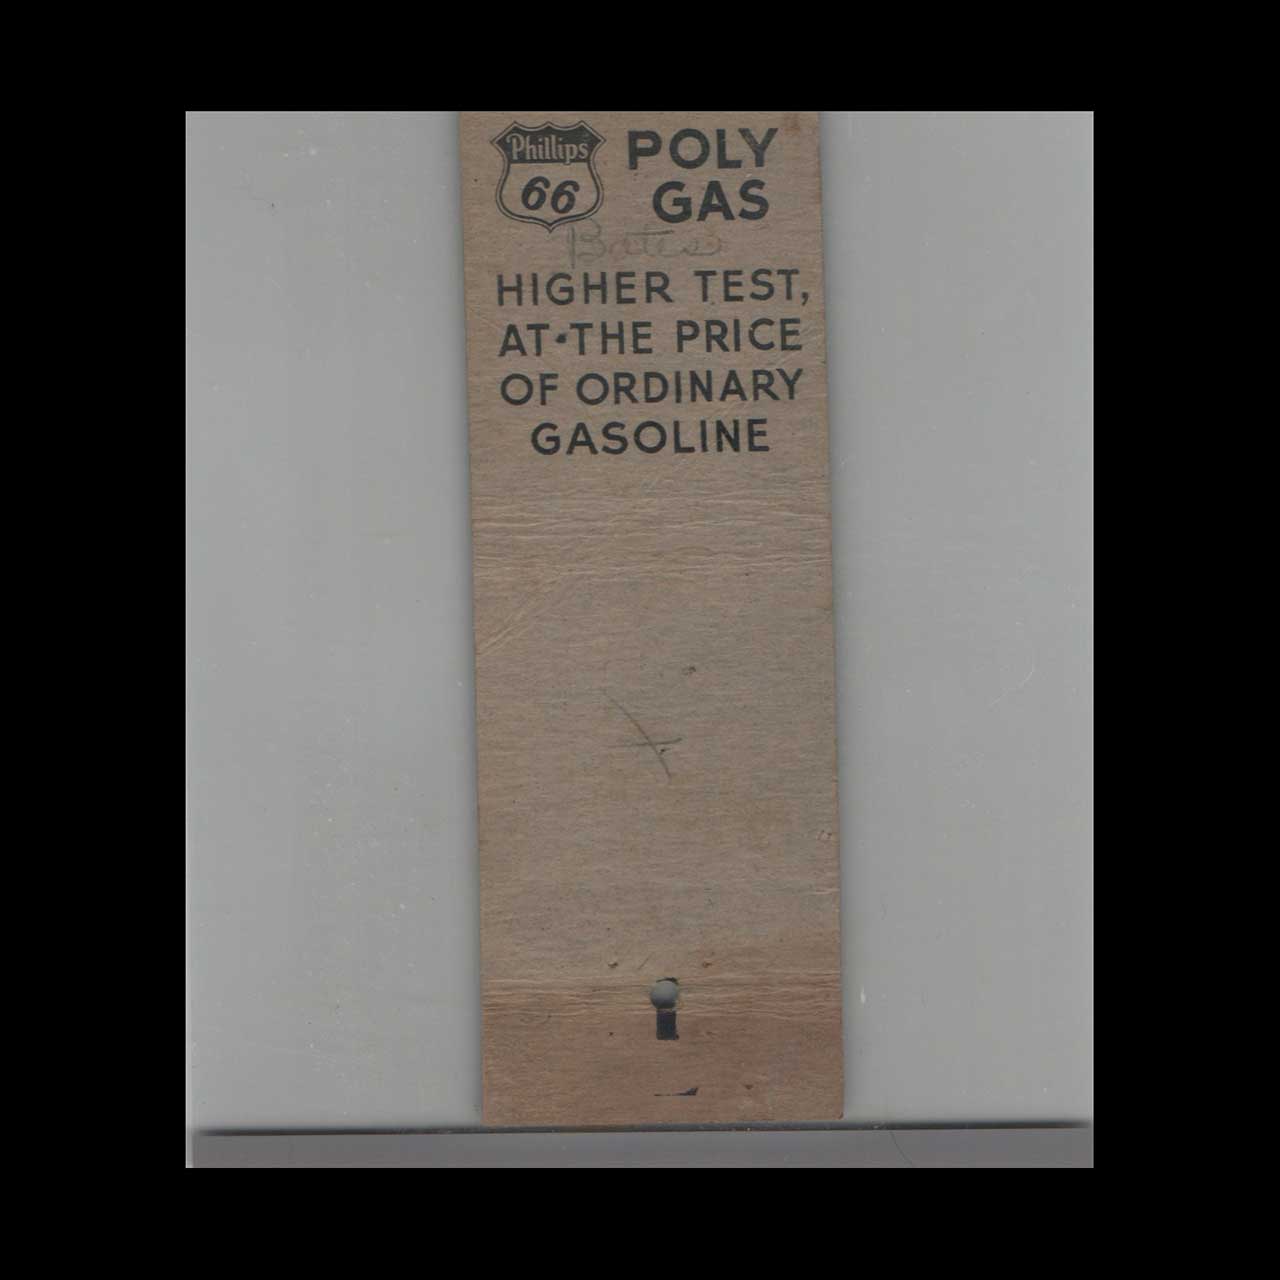 Phillips
66
POLY
GAS
Bates
HIGHER TEST,
AT THE PRICE
OF ORDINARY
GASOLINE